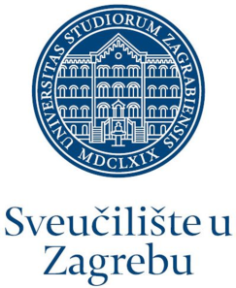 UNIVERSITAS STUDIORUM ZAGRABIENSIS
MDCLXIX
Sveučilište u
Zagrebu